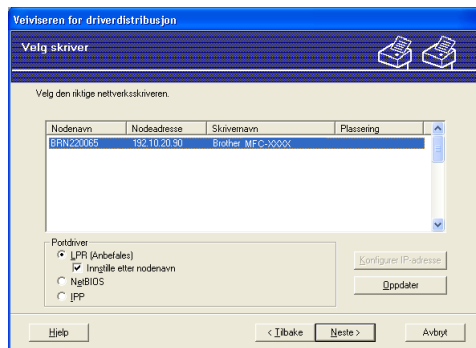 Veiviseren for driverdistribusjon
Velg skriver
Velg den riktige nettverksskriveren.
Nodenavn Nodeadresse Skrivernavn Plassering
BRN220065 192.10.20.90 Brother MFC-XXXX
Portdriver
LPR (Anbefales)
Innstille etter nodenavn
NetBIOS
IPP
Konfigurer IP-adresse
Oppdater
Hjelp < Tilbake Neste > Avbryt